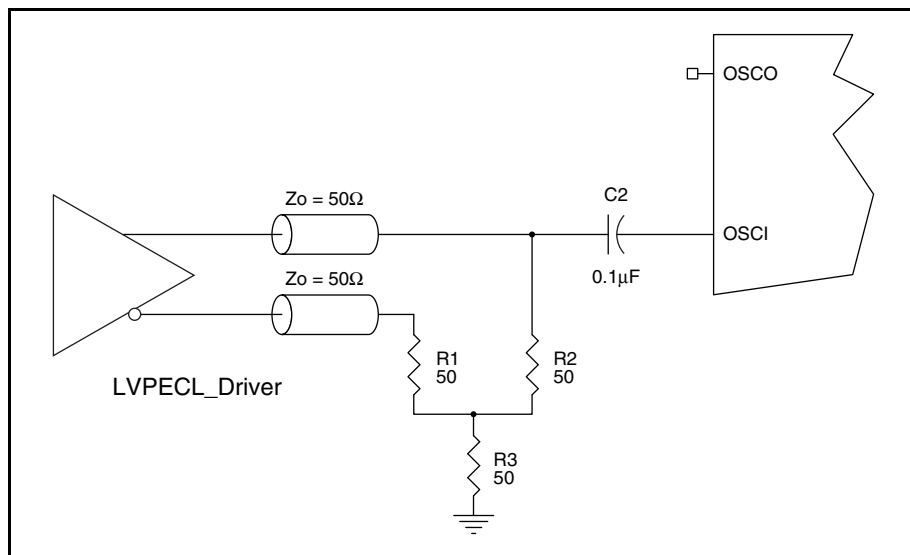 OSCO
Zo = 50Ω
C2
OSCI
0.1μF
Zo = 50Ω
R1
50
R2
50
LVPECL_Driver
R3
50